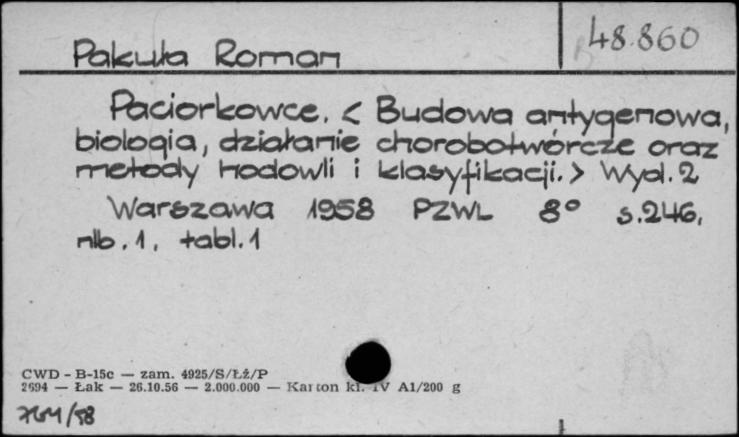 Pakuła Roman
48.860
Paciorkowce. < Budowa antygenowa,
biologia, działanie chorobotwórcze oraz
metody hodowli i klasyfikacji. > Wyd. 2
Warszawa 1958 PZWL 8° s. 246,
nlb. 1, tabl. 1
CWD - B-15c — zam. 4925/S/Łź/P
2694 — Łak — 26.10.56 — 2.000.000 — Karton kl. IV A1/200 g